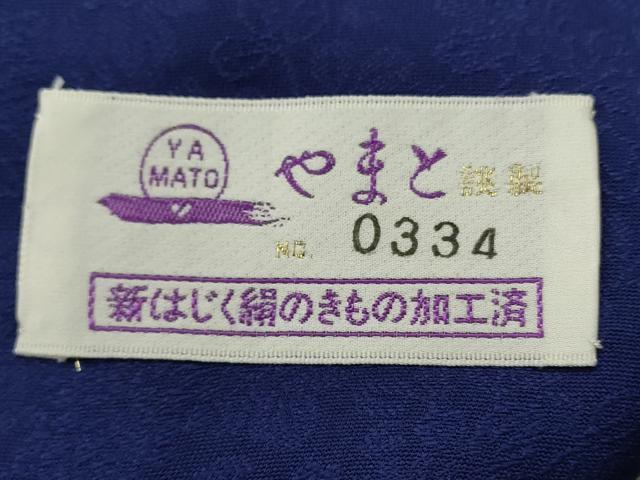 YA
MATO
やまと謹製
NO. 0334
新はじく絹のきもの加工済